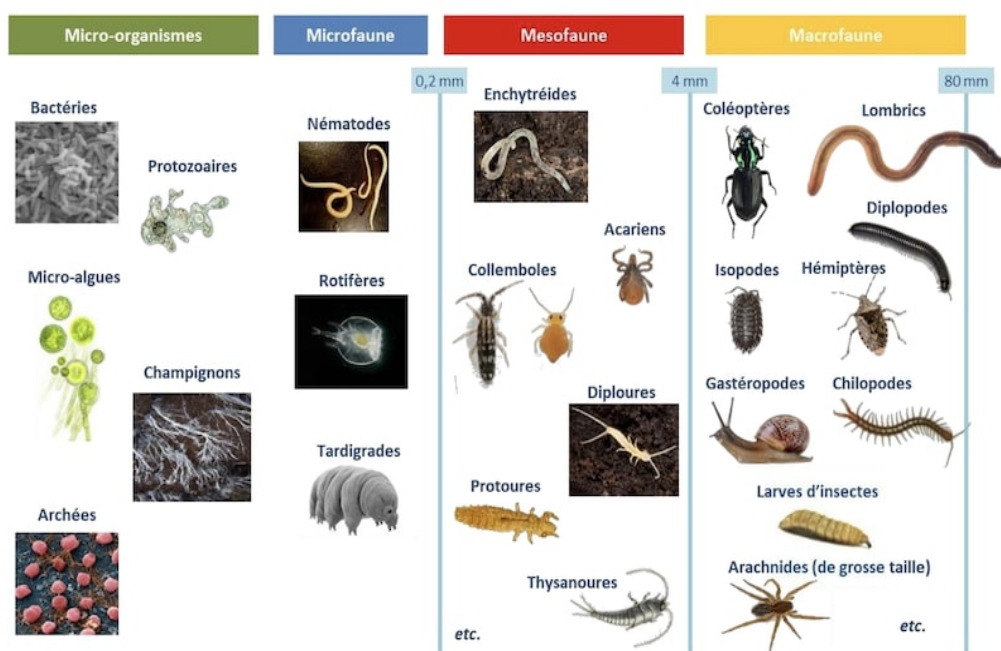 Micro-organismes
Microfaune
Mesofaune
Macrofaune
0,2 mm
4 mm
80 mm
Bactéries
Protozoaires
Micro-algues
Champignons
Archées
Nématodes
Rotifères
Tardigrades
Enchytréides
Acariens
Collemboles
Diploures
Protoures
Thysanoures
etc.
Coléoptères
Lombrics
Diplopodes
Isopodes
Hémiptères
Gastéropodes
Chilopodes
Larves d'insectes
Arachnides (de grosse taille)
etc.